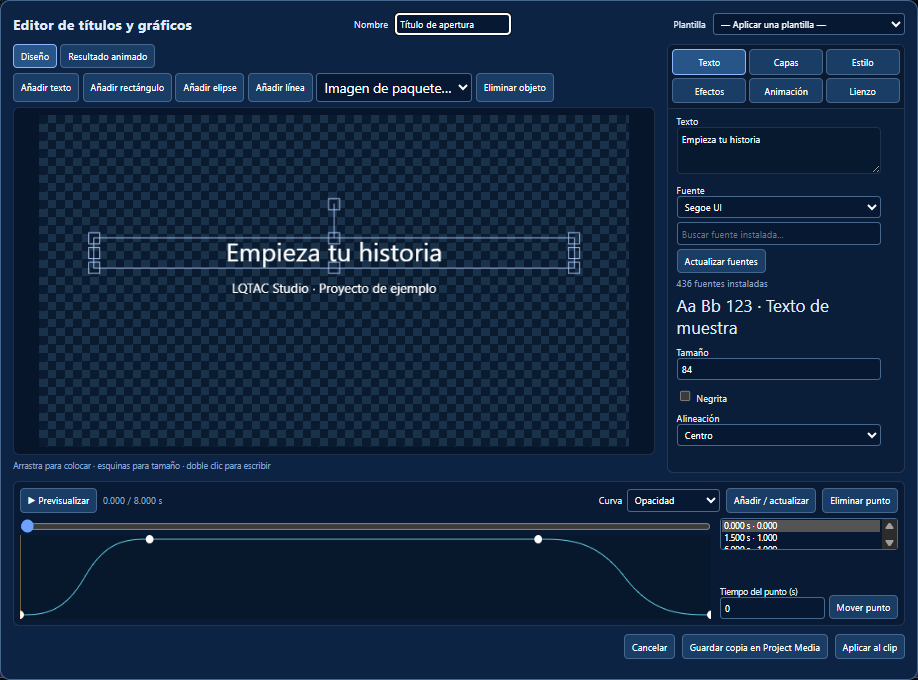 Editor de títulos y gráficos
Nombre
Título de apertura
Plantilla
— Aplicar una plantilla —
Diseño
Resultado animado
Añadir texto
Añadir rectángulo
Añadir elipse
Añadir línea
Imagen de paquete...
Eliminar objeto
Empieza tu historia
LQTAC Studio · Proyecto de ejemplo
Arrastra para colocar · esquinas para tamaño · doble clic para escribir
Texto
Capas
Estilo
Efectos
Animación
Lienzo
Texto
Empieza tu historia
Fuente
Segoe UI
Buscar fuente instalada...
Actualizar fuentes
436 fuentes instaladas
Aa Bb 123 · Texto de
muestra
Tamaño
84
Negrita
Alineación
Centro
Previsualizar
0.000 / 8.000 s
Curva
Opacidad
Añadir / actualizar
Eliminar punto
0.000 s · 0.000
1.500 s · 1.000
6.000 s · 1.000
Tiempo del punto (s)
0
Mover punto
Cancelar
Guardar copia en Project Media
Aplicar al clip